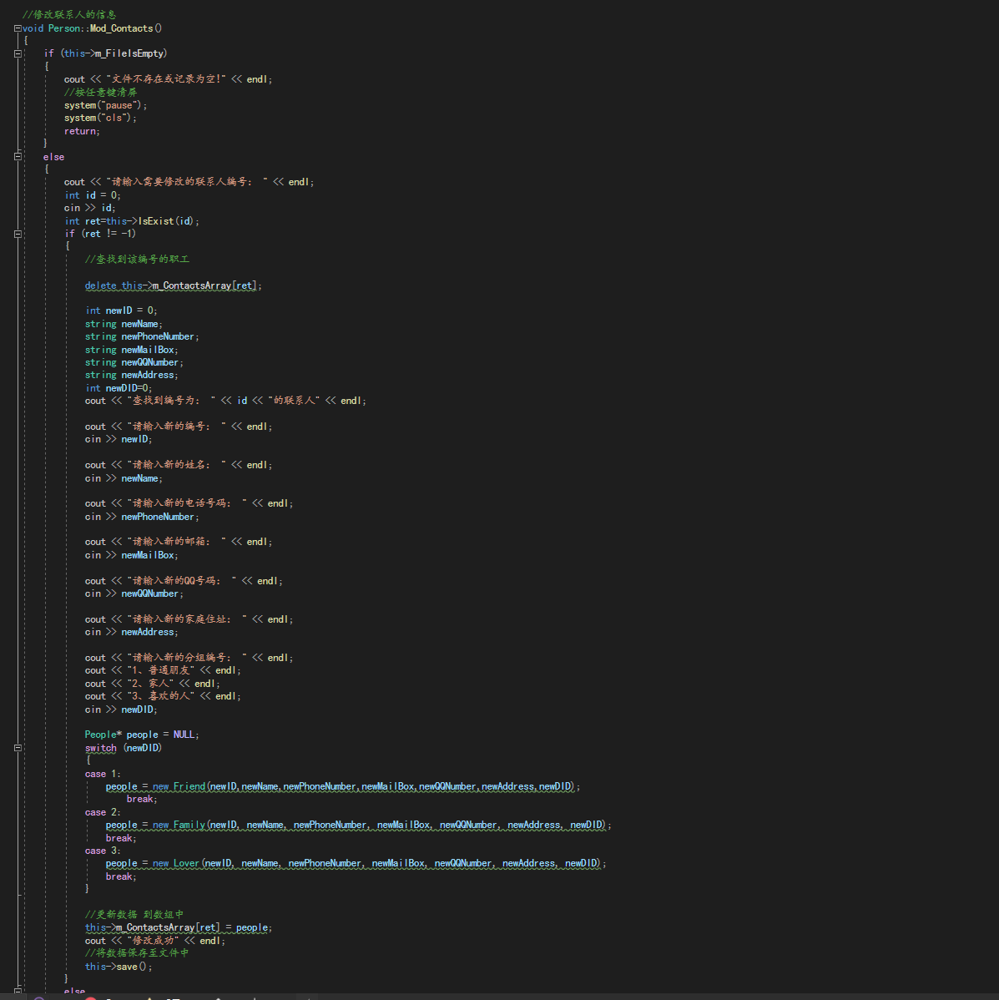 //修改联系人的信息
void Person::Mod_Contacts()
{
if (this->m_FileIsEmpty)
{
cout << "文件不存在或记录为空!" << endl;
//按任意键清屏
system("pause");
system("cls");
return;
}
else
{
cout << "请输入需要修改的联系人编号： " << endl;
int id = 0;
cin >> id;
int ret=this->IsExist(id);
if (ret != -1)
{
//查找到该编号的职工
delete this->m_ContactsArray[ret];
int newID = 0;
string newName;
string newPhoneNumber;
string newMailBox;
string newQQNumber;
string newAddress;
int newDID=0;
cout << "查找到编号为： " << id << "的联系人" << endl;
cout << "请输入新的编号： " << endl;
cin >> newID;
cout << "请输入新的姓名： " << endl;
cin >> newName;
cout << "请输入新的电话号码： " << endl;
cin >> newPhoneNumber;
cout << "请输入新的邮箱： " << endl;
cin >> newMailBox;
cout << "请输入新的QQ号码： " << endl;
cin >> newQQNumber;
cout << "请输入新的家庭住址： " << endl;
cin >> newAddress;
cout << "请输入新的分组编号： " << endl;
cout << "1、普通朋友" << endl;
cout << "2、家人" << endl;
cout << "3、喜欢的人" << endl;
cin >> newDID;
People* people = NULL;
switch (newDID)
{
case 1:
people = new Friend(newID,newName,newPhoneNumber,newMailBox,newQQNumber,newAddress,newDID);
break;
case 2:
people = new Family(newID, newName, newPhoneNumber, newMailBox, newQQNumber, newAddress, newDID);
break;
case 3:
people = new Lover(newID, newName, newPhoneNumber, newMailBox, newQQNumber, newAddress, newDID);
break;
}
//更新数据 到数组中
this->m_ContactsArray[ret] = people;
cout << "修改成功" << endl;
//将数据保存至文件中
this->save();
}
else